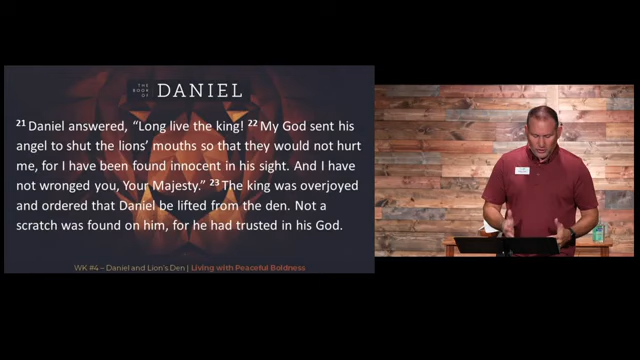 THE
BOOK
OF
DANIEL
21 Daniel answered, “Long live the king! 22 My God sent his
angel to shut the lions’ mouths so that they would not hurt
me, for I have been found innocent in his sight. And I have
not wronged you, Your Majesty.” 23 The king was overjoyed
and ordered that Daniel be lifted from the den. Not a
scratch was found on him, for he had trusted in his God.
WK #4 – Daniel and Lion’s Den | Living with Peaceful Boldness